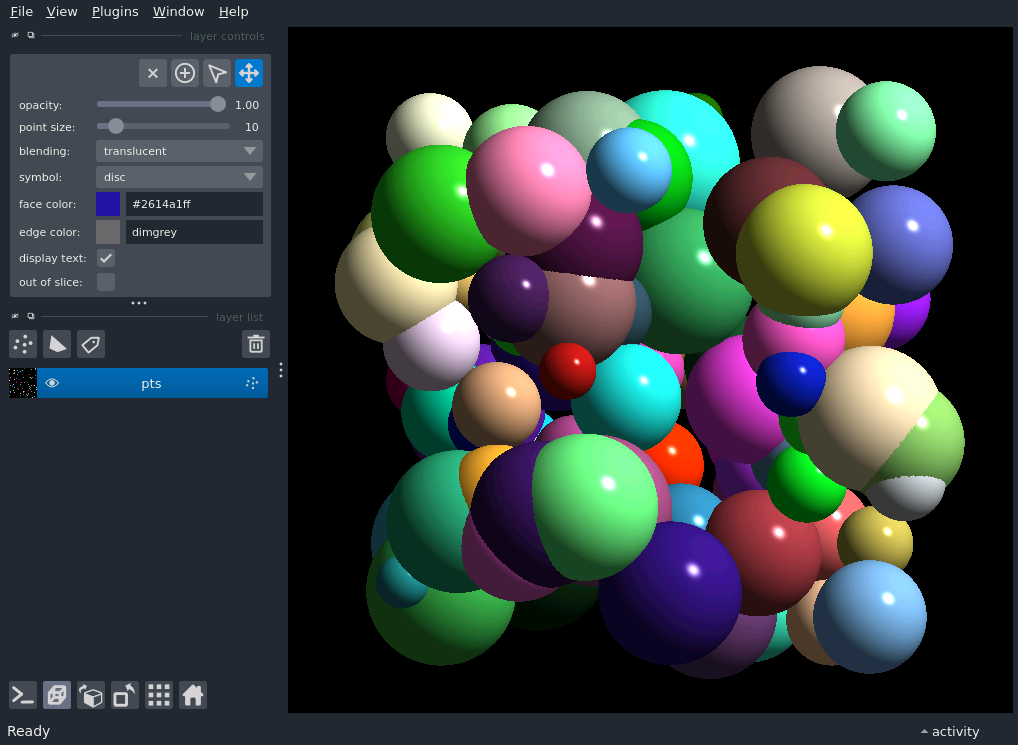 File View Plugins Window Help
layer controls
opacity: 1.00
point size: 10
blending: translucent
symbol: disc
face color: #2614a1ff
edge color: dimgrey
display text:
out of slice:
layer list
pts
Ready
activity